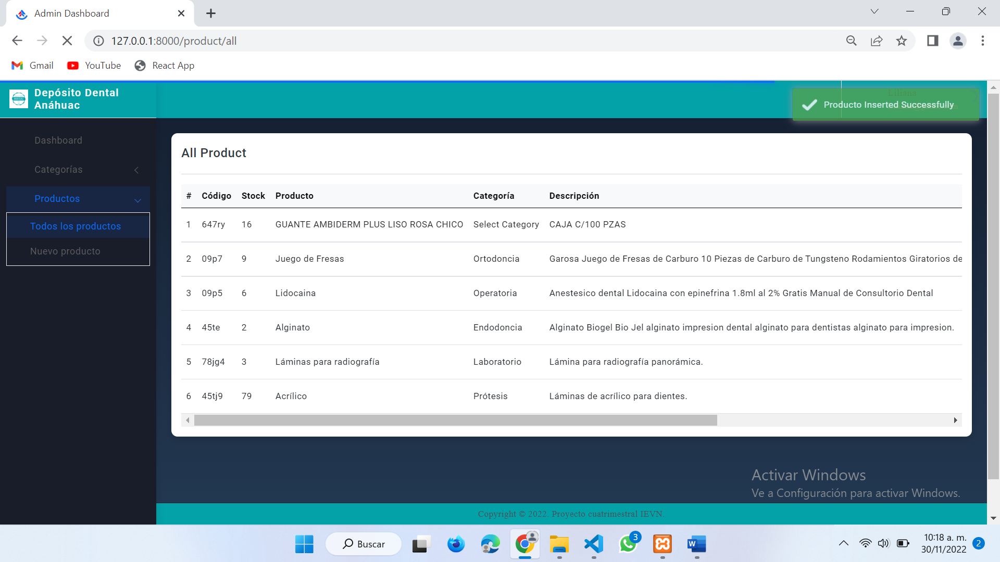 Admin Dashboard
127.0.0.1:8000/product/all
Gmail
YouTube
React App
Depósito Dental
Anáhuac
Liliana
Producto Inserted Successfully
Dashboard
Categorías
Productos
Todos los productos
Nuevo producto
All Product
# Código Stock Producto Categoría Descripción
1 647ry 16 GUANTE AMBIDERM PLUS LISO ROSA CHICO Select Category CAJA C/100 PZAS
2 09p7 9 Juego de Fresas Ortodoncia Garosa Juego de Fresas de Carburo 10 Piezas de Carburo de Tungsteno Rodamientos Giratorios de
3 09p5 6 Lidocaina Operatoria Anestesico dental Lidocaina con epinefrina 1.8ml al 2% Gratis Manual de Consultorio Dental
4 45te 2 Alginato Endodoncia Alginato Biogel Bio Jel alginato impresion dental alginato para dentistas alginato para impresion.
5 78jg4 3 Láminas para radiografía Laboratorio Lámina para radiografía panorámica.
6 45tj9 79 Acrílico Prótesis Láminas de acrílico para dientes.
Activar Windows
Ve a Configuración para activar Windows.
Copyright © 2022. Proyecto cuatrimestral IEVN.
Buscar
3
10:18 a. m.
30/11/2022
2